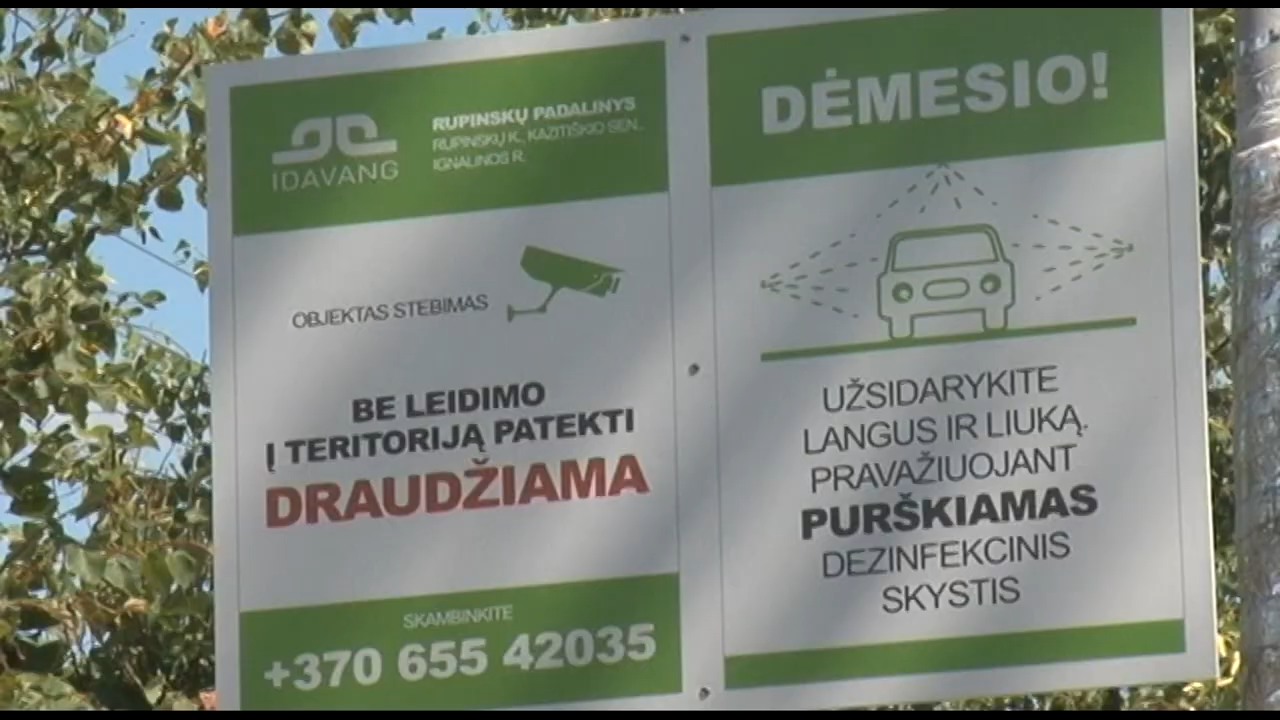 IDAVANG
RUPINSKŲ PADALINYS
RUPINSKŲ K., KAZITIŠKIO SEN.,
IGNALINOS R.
OBJEKTAS STEBIMAS
BE LEIDIMO
Į TERITORIJĄ PATEKTI
DRAUDŽIAMA
SKAMBINKITE
+370 655 42035
DĖMESIO!
UŽSIDARYKITE
LANGUS IR LIUKĄ.
PRAVAŽIUOJANT
PURŠKIAMAS
DEZINFEKCINIS
SKYSTIS